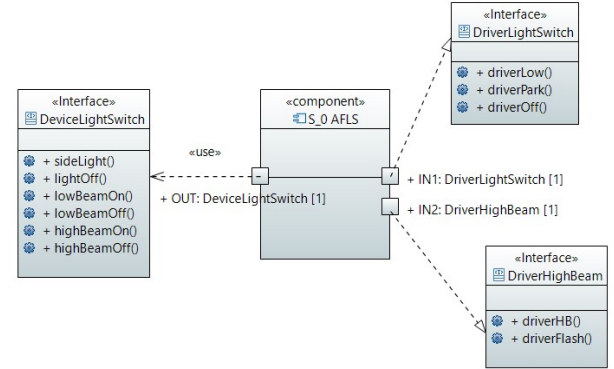 «Interface»
DriverLightSwitch
+ driverLow()
+ driverPark()
+ driverOff()
«Interface»
DeviceLightSwitch
+ sideLight()
+ lightOff()
+ lowBeamOn()
+ lowBeamOff()
+ highBeamOn()
+ highBeamOff()
«use»
+ OUT: DeviceLightSwitch [1]
«component»
S_0 AFLS
+ IN1: DriverLightSwitch [1]
+ IN2: DriverHighBeam [1]
«Interface»
DriverHighBeam
+ driverHB()
+ driverFlash()